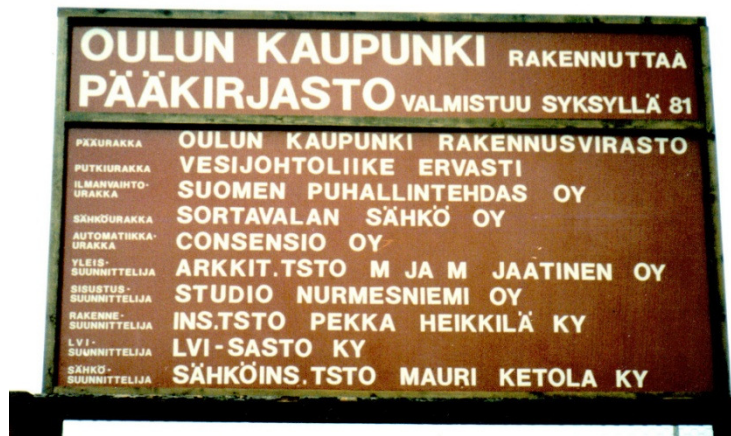 OULUN KAUPUNKI RAKENNUTTAA
PÄÄKIRJASTO VALMISTUU SYKSYLLÄ 81
PÄÄURAKKA OULUN KAUPUNKI RAKENNUSVIRASTO
PUTKIURAKKA VESIJOHTOLIIKE ERVASTI
ILMANVAIHTO-
URAKKA SUOMEN PUHALLINTEHDAS OY
SÄHKÖURAKKA SORTAVALAN SÄHKÖ OY
AUTOMATIIKKA-
URAKKA CONSENSIO OY
YLEIS-
SUUNNITTELIJA ARKKIT.TSTO M JA M JAATINEN OY
SISUSTUS-
SUUNNITTELIJA STUDIO NURMESNIEMI OY
RAKENNE-
SUUNNITTELIJA INS.TSTO PEKKA HEIKKILÄ KY
LVI-
SUUNNITTELIJA LVI-SASTO KY
SÄHKÖ-
SUUNNITTELIJA SÄHKÖINS.TSTO MAURI KETOLA KY